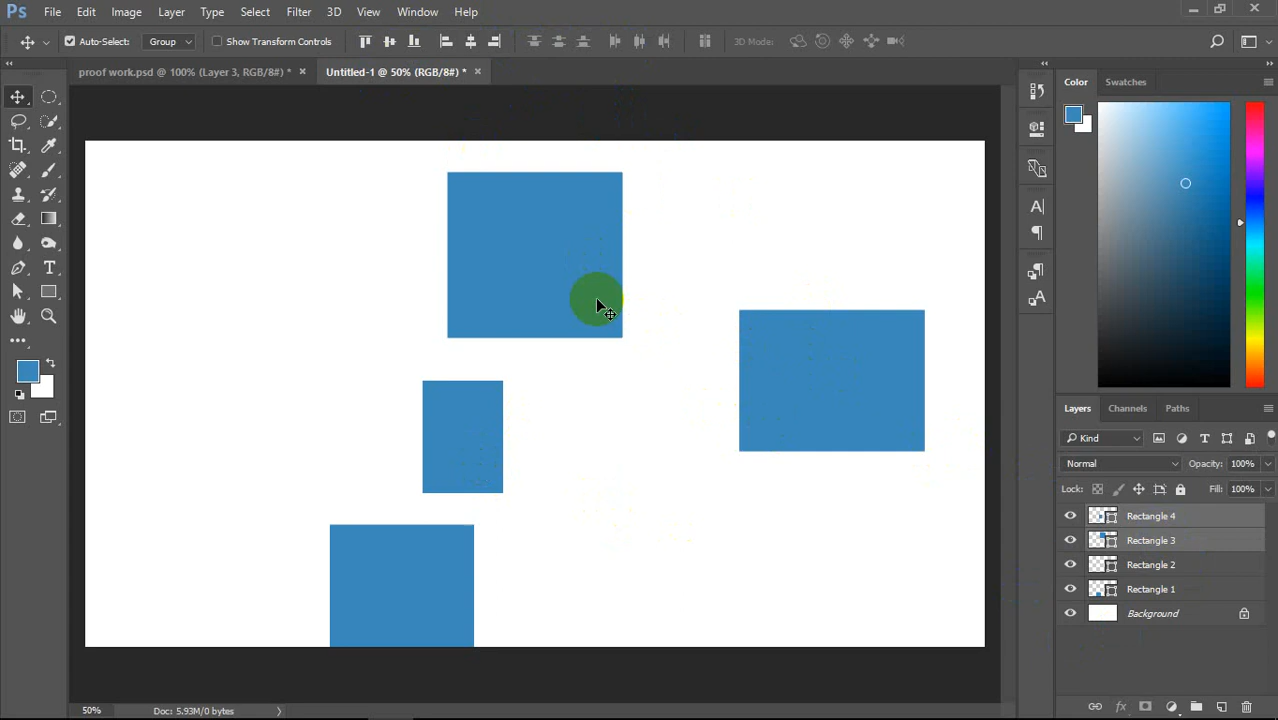 Ps File Edit Image Layer Type Select Filter 3D View Window Help
Auto-Select: Group Show Transform Controls 3D Mode:
proof work.psd @ 100% (Layer 3, RGB/8#) * Untitled-1 @ 50% (RGB/8#) *
Color Swatches
Layers Channels Paths
Kind
Normal Opacity: 100%
Lock: Fill: 100%
Rectangle 4
Rectangle 3
Rectangle 2
Rectangle 1
Background
50% Doc: 5.93M/0 bytes